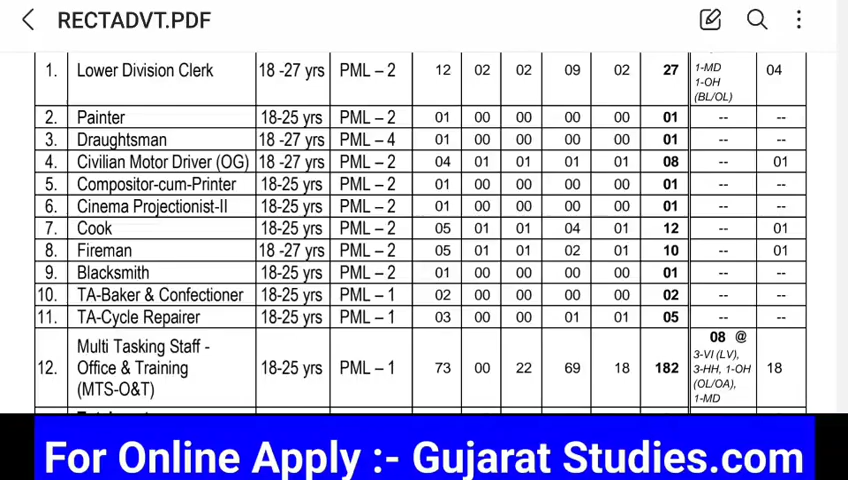 RECTADVT.PDF
1. Lower Division Clerk 18 -27 yrs PML – 2 12 02 02 09 02 27 1-MD 1-OH (BL/OL) 04
2. Painter 18-25 yrs PML – 2 01 00 00 00 00 01 -- --
3. Draughtsman 18 -27 yrs PML – 4 01 00 00 00 00 01 -- --
4. Civilian Motor Driver (OG) 18 -27 yrs PML – 2 04 01 01 01 01 08 -- 01
5. Compositor-cum-Printer 18-25 yrs PML – 2 01 00 00 00 00 01 -- --
6. Cinema Projectionist-II 18-25 yrs PML – 2 01 00 00 00 00 01 -- --
7. Cook 18-25 yrs PML – 2 05 01 01 04 01 12 -- 01
8. Fireman 18 -27 yrs PML – 2 05 01 01 02 01 10 -- 01
9. Blacksmith 18-25 yrs PML – 2 01 00 00 00 00 01 -- --
10. TA-Baker & Confectioner 18-25 yrs PML – 1 02 00 00 00 00 02 -- --
11. TA-Cycle Repairer 18-25 yrs PML – 1 03 00 00 01 01 05 -- --
12. Multi Tasking Staff - Office & Training (MTS-O&T) 18-25 yrs PML – 1 73 00 22 69 18 182 08 @ 3-VI (LV), 3-HH, 1-OH (OL/OA), 1-MD 18
For Online Apply :- Gujarat Studies.com